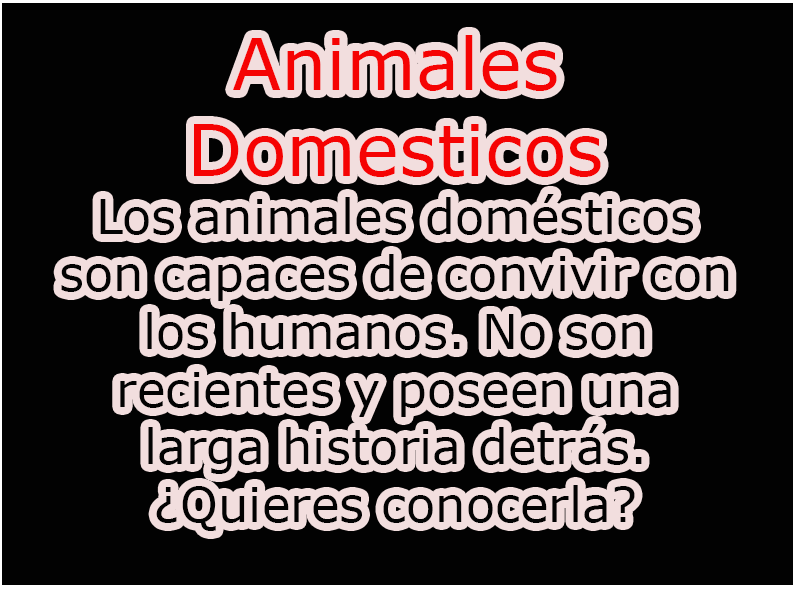 Animales
Domesticos
Los animales domésticos
son capaces de convivir con
los humanos. No son
recientes y poseen una
larga historia detrás.
¿Quieres conocerla?